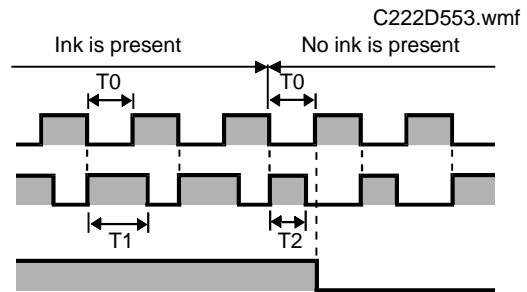 C222D553.wmf
Ink is present No ink is present
T0 T0
T1 T2